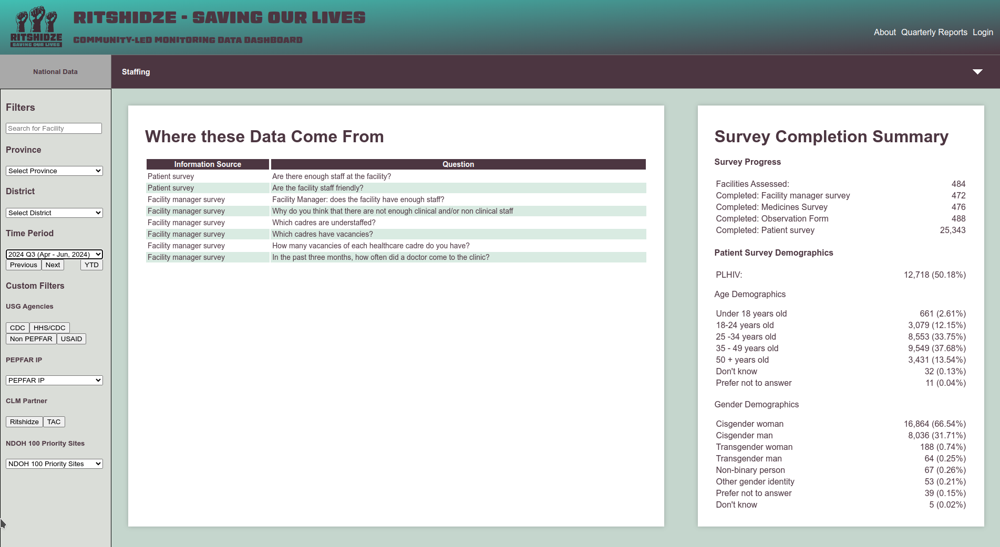 RITSHIDZE
SAVING OUR LIVES
RITSHIDZE - SAVING OUR LIVES
COMMUNITY-LED MONITORING DATA DASHBOARD
About Quarterly Reports Login
National Data
Staffing
Filters
Search for Facility
Province
Select Province
District
Select District
Time Period
2024 Q3 (Apr - Jun, 2024)
Previous Next YTD
Custom Filters
USG Agencies
CDC HHS/CDC
Non PEPFAR USAID
PEPFAR IP
PEPFAR IP
CLM Partner
Ritshidze TAC
NDOH 100 Priority Sites
NDOH 100 Priority Sites
Where these Data Come From
Information Source Question
Patient survey Are there enough staff at the facility?
Patient survey Are the facility staff friendly?
Facility manager survey Facility Manager: does the facility have enough staff?
Facility manager survey Why do you think that there are not enough clinical and/or non clinical staff
Facility manager survey Which cadres are understaffed?
Facility manager survey Which cadres have vacancies?
Facility manager survey How many vacancies of each healthcare cadre do you have?
Facility manager survey In the past three months, how often did a doctor come to the clinic?
Survey Completion Summary
Survey Progress
Facilities Assessed: 484
Completed: Facility manager survey 472
Completed: Medicines Survey 476
Completed: Observation Form 488
Completed: Patient survey 25,343
Patient Survey Demographics
PLHIV: 12,718 (50.18%)
Age Demographics
Under 18 years old 661 (2.61%)
18-24 years old 3,079 (12.15%)
25 -34 years old 8,553 (33.75%)
35 - 49 years old 9,549 (37.68%)
50 + years old 3,431 (13.54%)
Don't know 32 (0.13%)
Prefer not to answer 11 (0.04%)
Gender Demographics
Cisgender woman 16,864 (66.54%)
Cisgender man 8,036 (31.71%)
Transgender woman 188 (0.74%)
Transgender man 64 (0.25%)
Non-binary person 67 (0.26%)
Other gender identity 53 (0.21%)
Prefer not to answer 39 (0.15%)
Don't know 5 (0.02%)